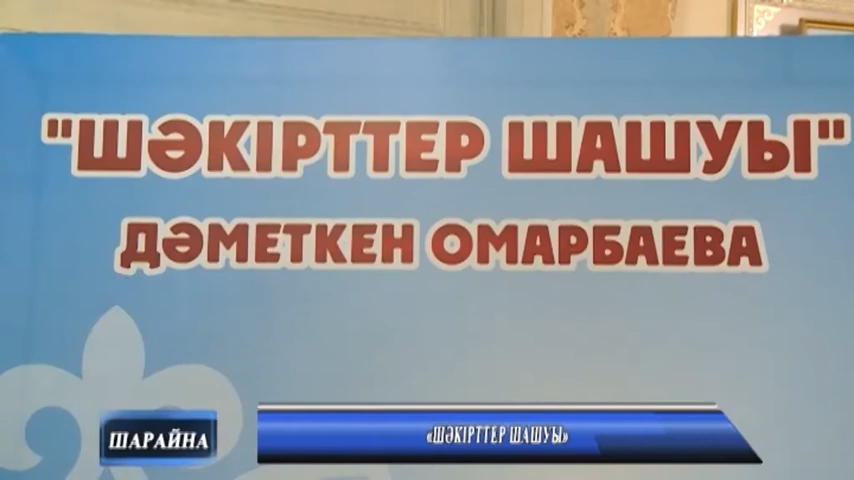 "ШӘКІРТТЕР ШАШУЫ"
ДӘМЕТКЕН ОМАРБАЕВА
ШАРАЙНА
«ШӘКІРТТЕР ШАШУЫ»